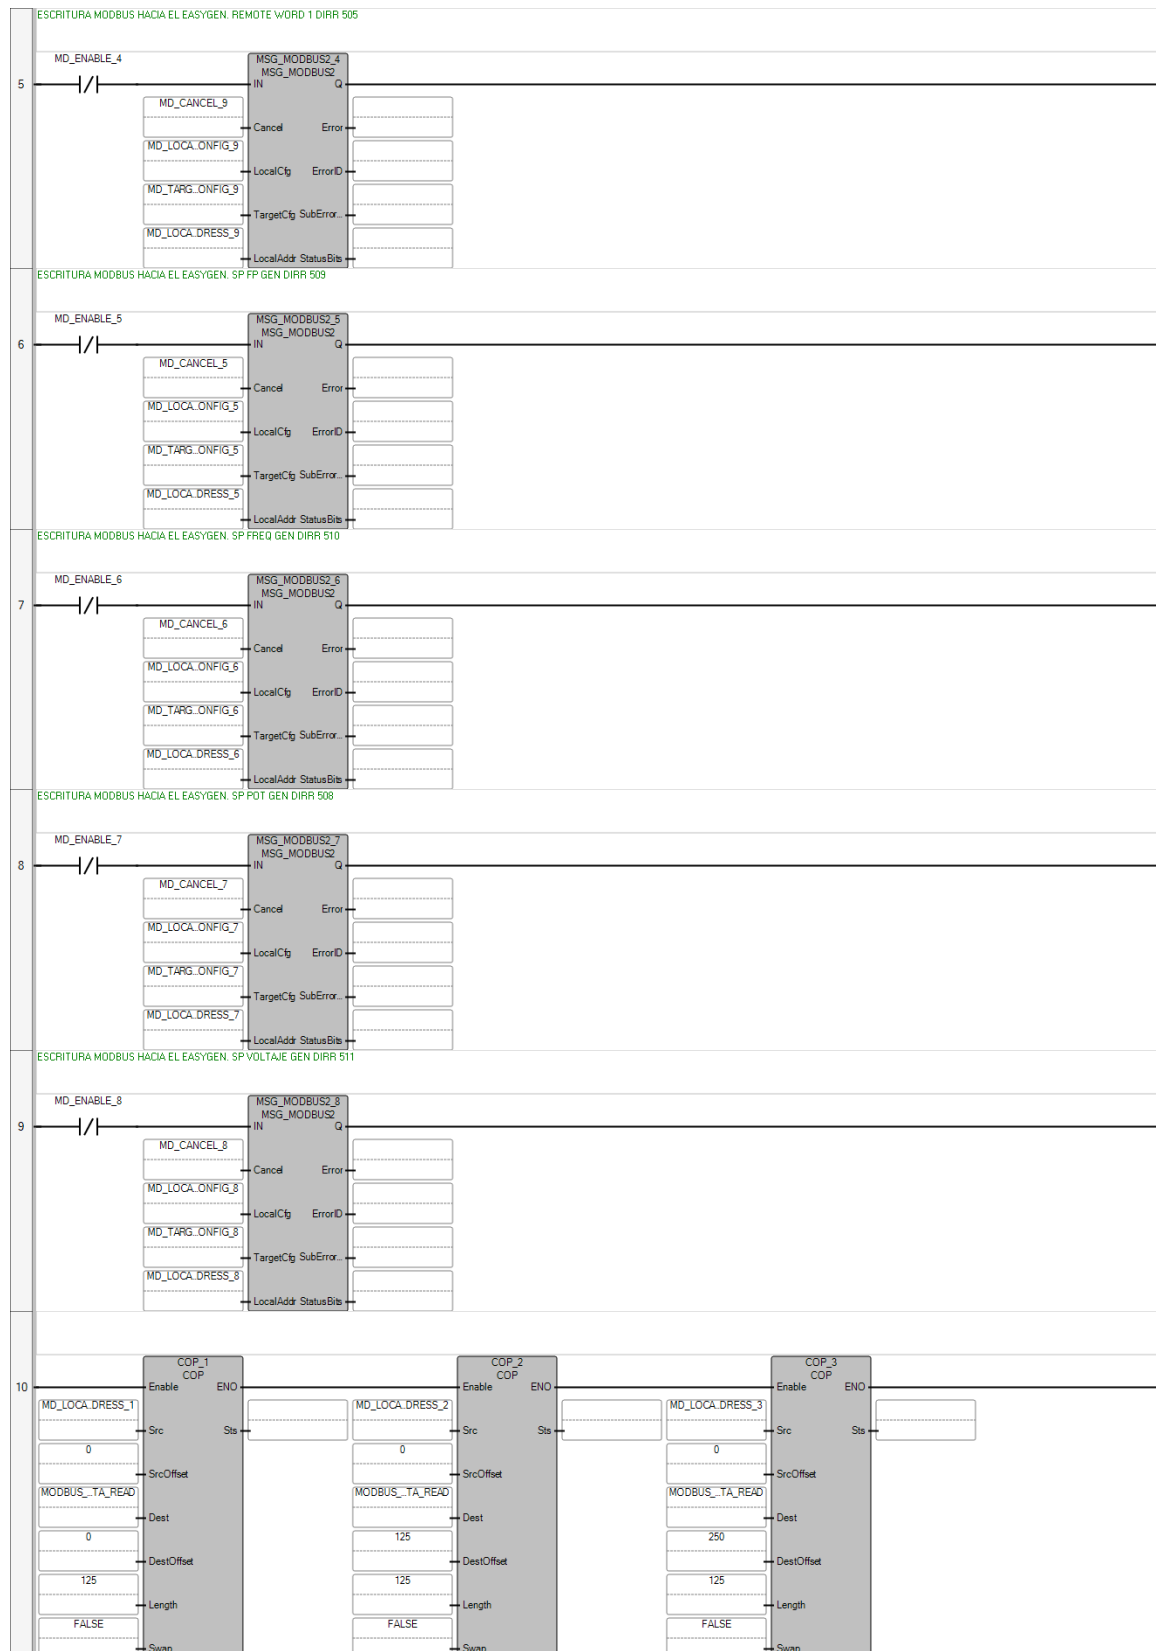 ESCRITURA MODBUS HACIA EL EASYGEN. REMOTE WORD 1 DIRR 505
MD_ENABLE_4
MSG_MODBUS2_4
MSG_MODBUS2
5
IN Q
MD_CANCEL_9
Cancel Error
MD_LOCA..ONFIG_9
LocalCfg ErrorID
MD_TARG...ONFIG_9
TargetCfg SubError...
MD_LOCA..DRESS_9
LocalAddr StatusBits
ESCRITURA MODBUS HACIA EL EASYGEN. SP FP GEN DIRR 509
MD_ENABLE_5
MSG_MODBUS2_5
MSG_MODBUS2
6
IN Q
MD_CANCEL_5
Cancel Error
MD_LOCA..ONFIG_5
LocalCfg ErrorID
MD_TARG...ONFIG_5
TargetCfg SubError...
MD_LOCA..DRESS_5
LocalAddr StatusBits
ESCRITURA MODBUS HACIA EL EASYGEN. SP FREQ GEN DIRR 510
MD_ENABLE_6
MSG_MODBUS2_6
MSG_MODBUS2
7
IN Q
MD_CANCEL_6
Cancel Error
MD_LOCA..ONFIG_6
LocalCfg ErrorID
MD_TARG...ONFIG_6
TargetCfg SubError...
MD_LOCA..DRESS_6
LocalAddr StatusBits
ESCRITURA MODBUS HACIA EL EASYGEN. SP POT GEN DIRR 508
MD_ENABLE_7
MSG_MODBUS2_7
MSG_MODBUS2
8
IN Q
MD_CANCEL_7
Cancel Error
MD_LOCA..ONFIG_7
LocalCfg ErrorID
MD_TARG...ONFIG_7
TargetCfg SubError...
MD_LOCA..DRESS_7
LocalAddr StatusBits
ESCRITURA MODBUS HACIA EL EASYGEN. SP VOLTAJE GEN DIRR 511
MD_ENABLE_8
MSG_MODBUS2_8
MSG_MODBUS2
9
IN Q
MD_CANCEL_8
Cancel Error
MD_LOCA..ONFIG_8
LocalCfg ErrorID
MD_TARG...ONFIG_8
TargetCfg SubError...
MD_LOCA..DRESS_8
LocalAddr StatusBits
COP_1 COP_2 COP_3
COP COP COP
10 Enable ENO Enable ENO Enable ENO
MD_LOCA..DRESS_1 MD_LOCA..DRESS_2 MD_LOCA..DRESS_3
Src Sts Src Sts Src Sts
0 0 0
SrcOffset SrcOffset SrcOffset
MODBUS_...TA_READ MODBUS_...TA_READ MODBUS_...TA_READ
Dest Dest Dest
0 125 250
DestOffset DestOffset DestOffset
125 125 125
Length Length Length
FALSE FALSE FALSE
Swap Swap Swap